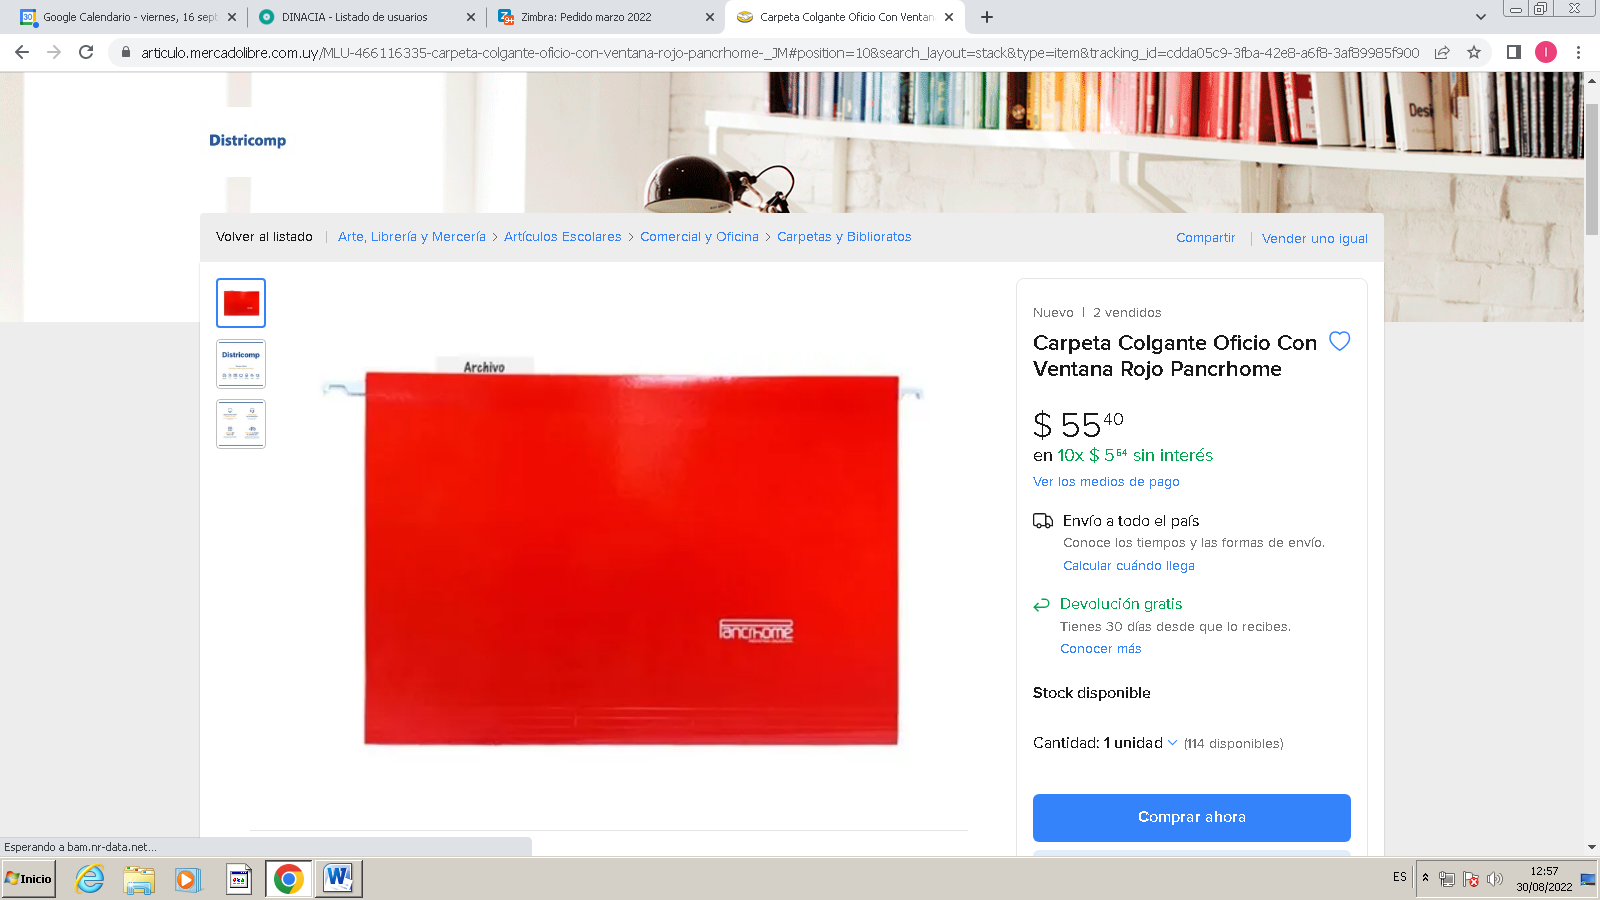 Google Calendario - viernes, 16 sept
DINACIA - Listado de usuarios
Zimbra: Pedido marzo 2022
Carpeta Colgante Oficio Con Ventan
articulo.mercadolibre.com.uy/MLU-466116335-carpeta-colgante-oficio-con-ventana-rojo-pancrhome-_JM#position=10&search_layout=stack&type=item&tracking_id=cdda05c9-3fba-42e8-a6f8-3af89985f900
I
Districomp
Desi
Volver al listado
Arte, Librería y Mercería > Artículos Escolares > Comercial y Oficina > Carpetas y Biblioratos
Compartir
Vender uno igual
Districomp
Archivo
Pancrhome
Nuevo | 2 vendidos
Carpeta Colgante Oficio Con
Ventana Rojo Pancrhome
$ 55 40
en 10x $ 5 54 sin interés
Ver los medios de pago
Envío a todo el país
Conoce los tiempos y las formas de envío.
Calcular cuándo llega
Devolución gratis
Tienes 30 días desde que lo recibes.
Conocer más
Stock disponible
Cantidad: 1 unidad (114 disponibles)
Comprar ahora
Esperando a bam.nr-data.net...
Inicio
ES
12:57
30/08/2022